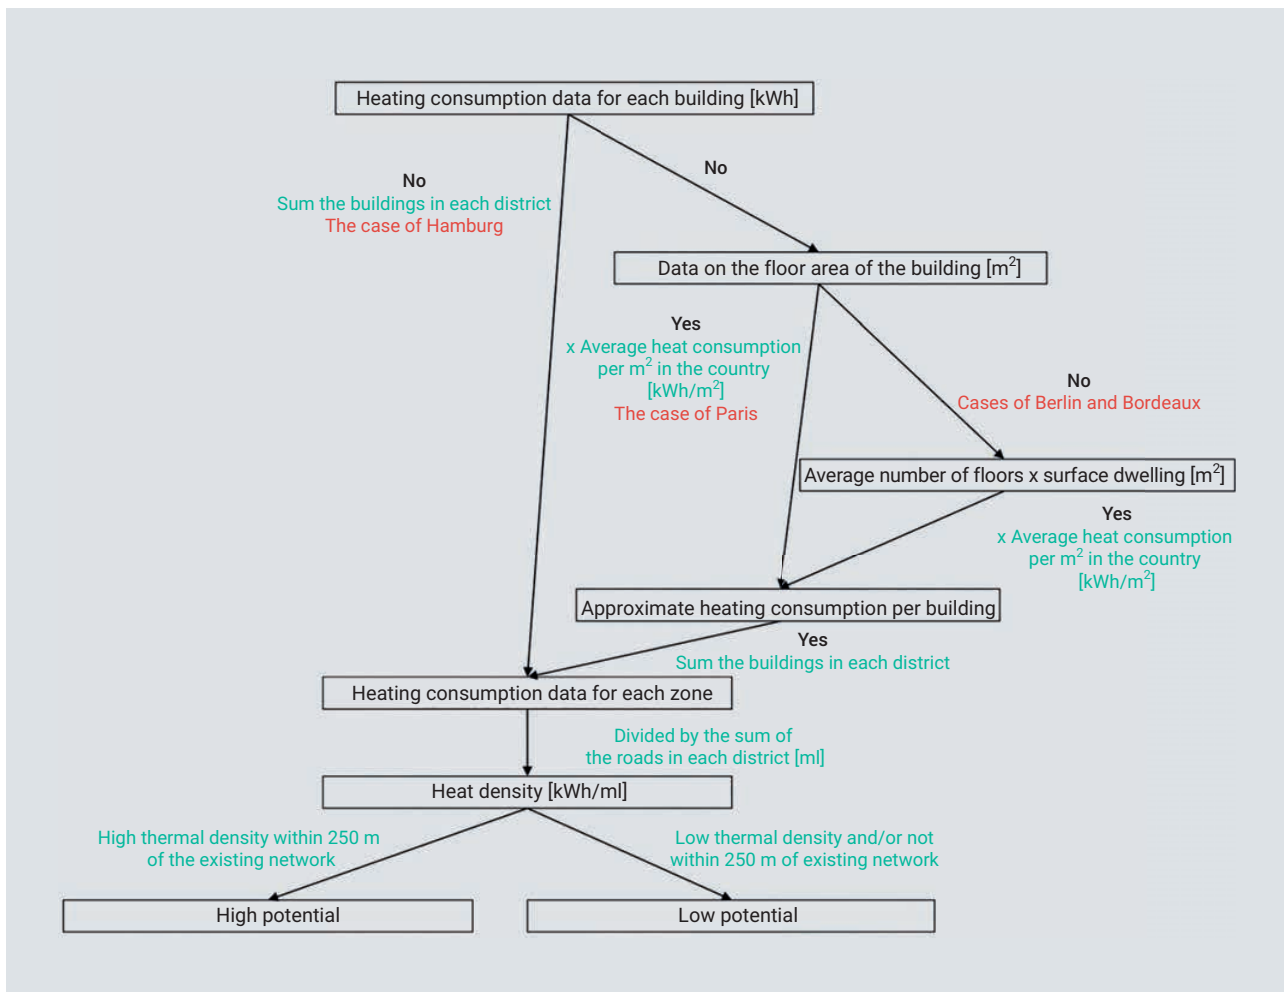 Heating consumption data for each building [kWh]
No
Sum the buildings in each district
The case of Hamburg
No
Data on the floor area of the building [m²]
Yes
x Average heat consumption
per m² in the country
[kWh/m²]
The case of Paris
No
Cases of Berlin and Bordeaux
Average number of floors x surface dwelling [m²]
Yes
x Average heat consumption
per m² in the country
[kWh/m²]
Approximate heating consumption per building
Yes
Sum the buildings in each district
Heating consumption data for each zone
Divided by the sum of
the roads in each district [ml]
Heat density [kWh/ml]
High thermal density within 250 m
of the existing network
Low thermal density and/or not
within 250 m of existing network
High potential
Low potential